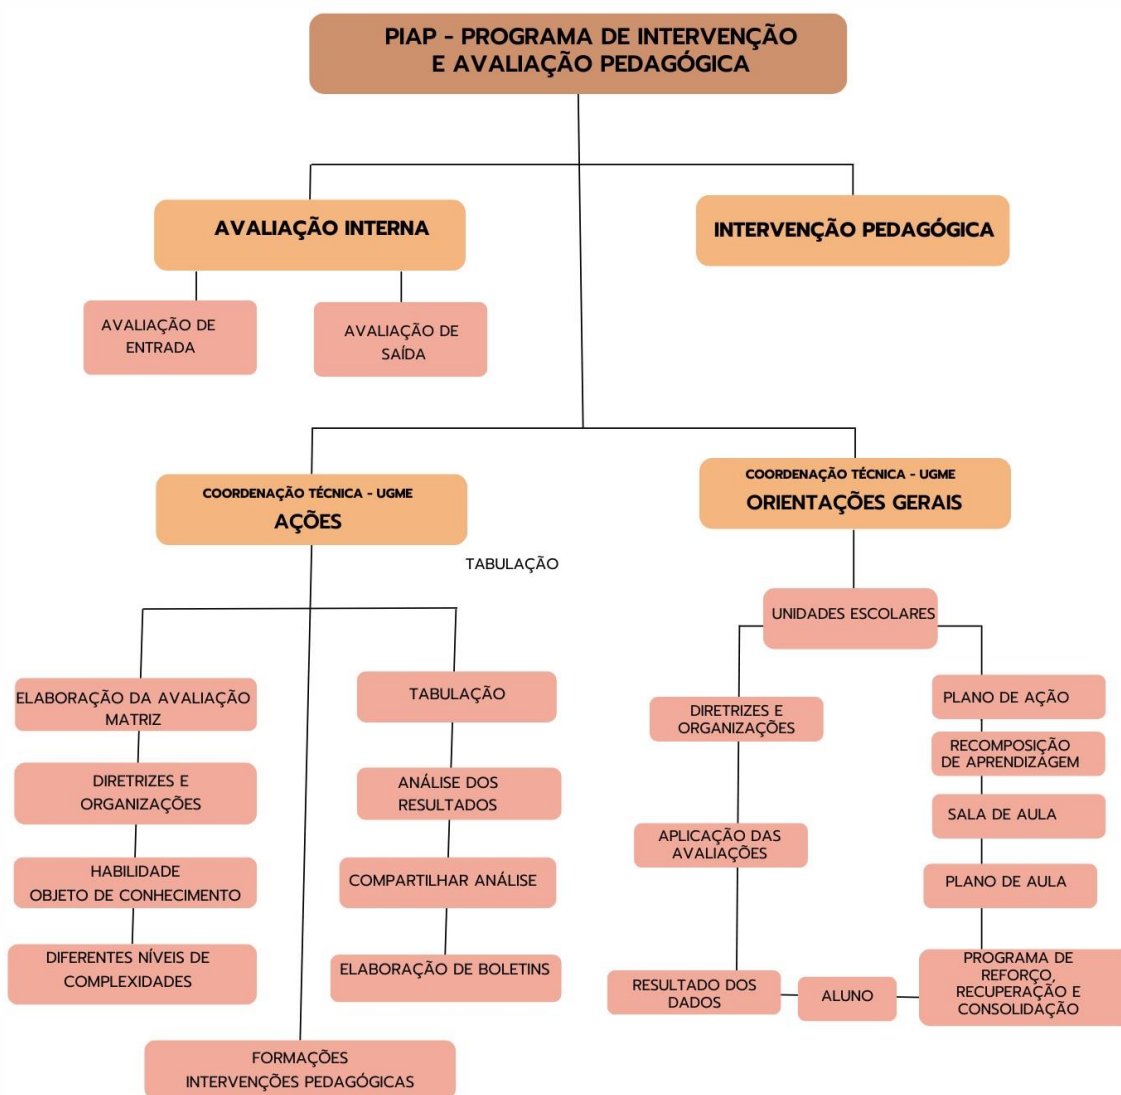 PIAP - PROGRAMA DE INTERVENÇÃO
E AVALIAÇÃO PEDAGÓGICA
AVALIAÇÃO INTERNA
INTERVENÇÃO PEDAGÓGICA
AVALIAÇÃO DE
ENTRADA
AVALIAÇÃO DE
SAÍDA
COORDENAÇÃO TÉCNICA - UGME
AÇÕES
COORDENAÇÃO TÉCNICA - UGME
ORIENTAÇÕES GERAIS
TABULAÇÃO
ELABORAÇÃO DA AVALIAÇÃO
MATRIZ
DIRETRIZES E
ORGANIZAÇÕES
HABILIDADE
OBJETO DE CONHECIMENTO
DIFERENTES NÍVEIS DE
COMPLEXIDADES
TABULAÇÃO
ANÁLISE DOS
RESULTADOS
COMPARTILHAR ANÁLISE
ELABORAÇÃO DE BOLETINS
FORMAÇÕES
INTERVENÇÕES PEDAGÓGICAS
UNIDADES ESCOLARES
DIRETRIZES E
ORGANIZAÇÕES
APLICAÇÃO DAS
AVALIAÇÕES
RESULTADO DOS
DADOS
ALUNO
PLANO DE AÇÃO
RECOMPOSIÇÃO
DE APRENDIZAGEM
SALA DE AULA
PLANO DE AULA
PROGRAMA DE
REFORÇO,
RECUPERAÇÃO E
CONSOLIDAÇÃO